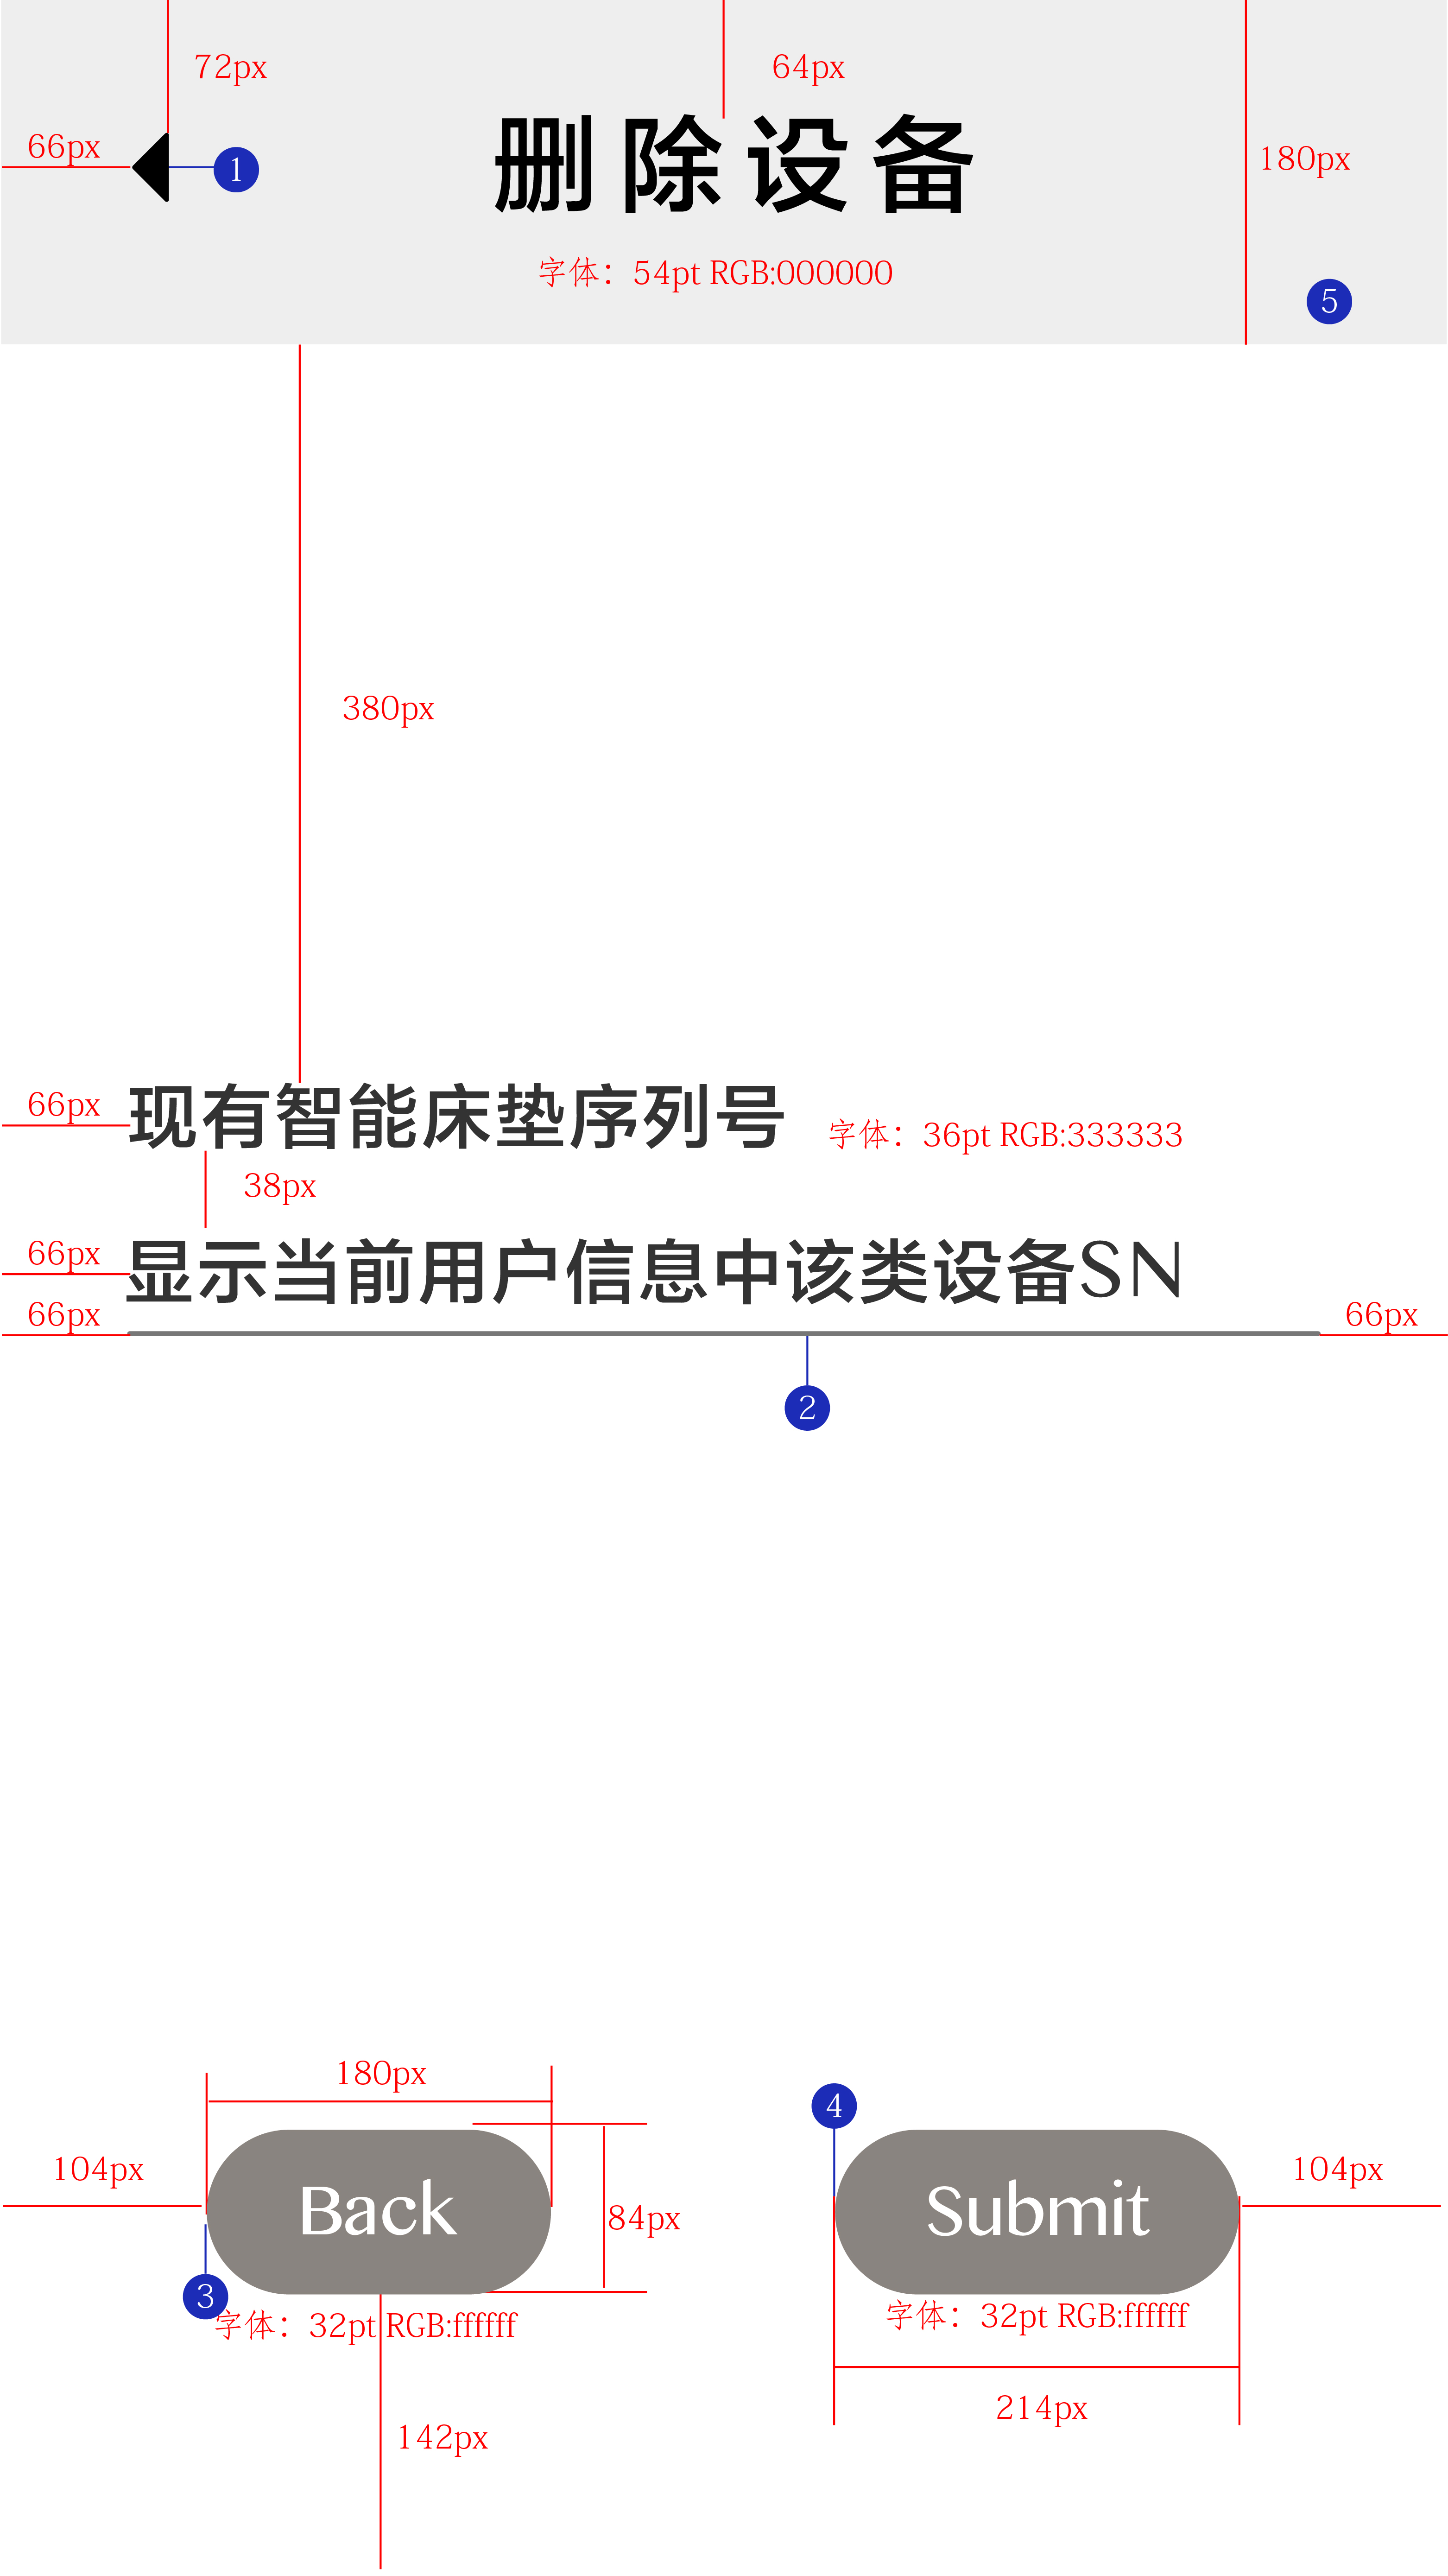 72px
64px
66px
1
删除设备
180px
字体：54pt RGB:000000
5
380px
66px
现有智能床垫序列号
字体：36pt RGB:333333
38px
66px
显示当前用户信息中该类设备SN
66px
66px
2
180px
4
104px
Back
84px
Submit
104px
3
字体：32pt RGB:ffffff
字体：32pt RGB:ffffff
214px
142px